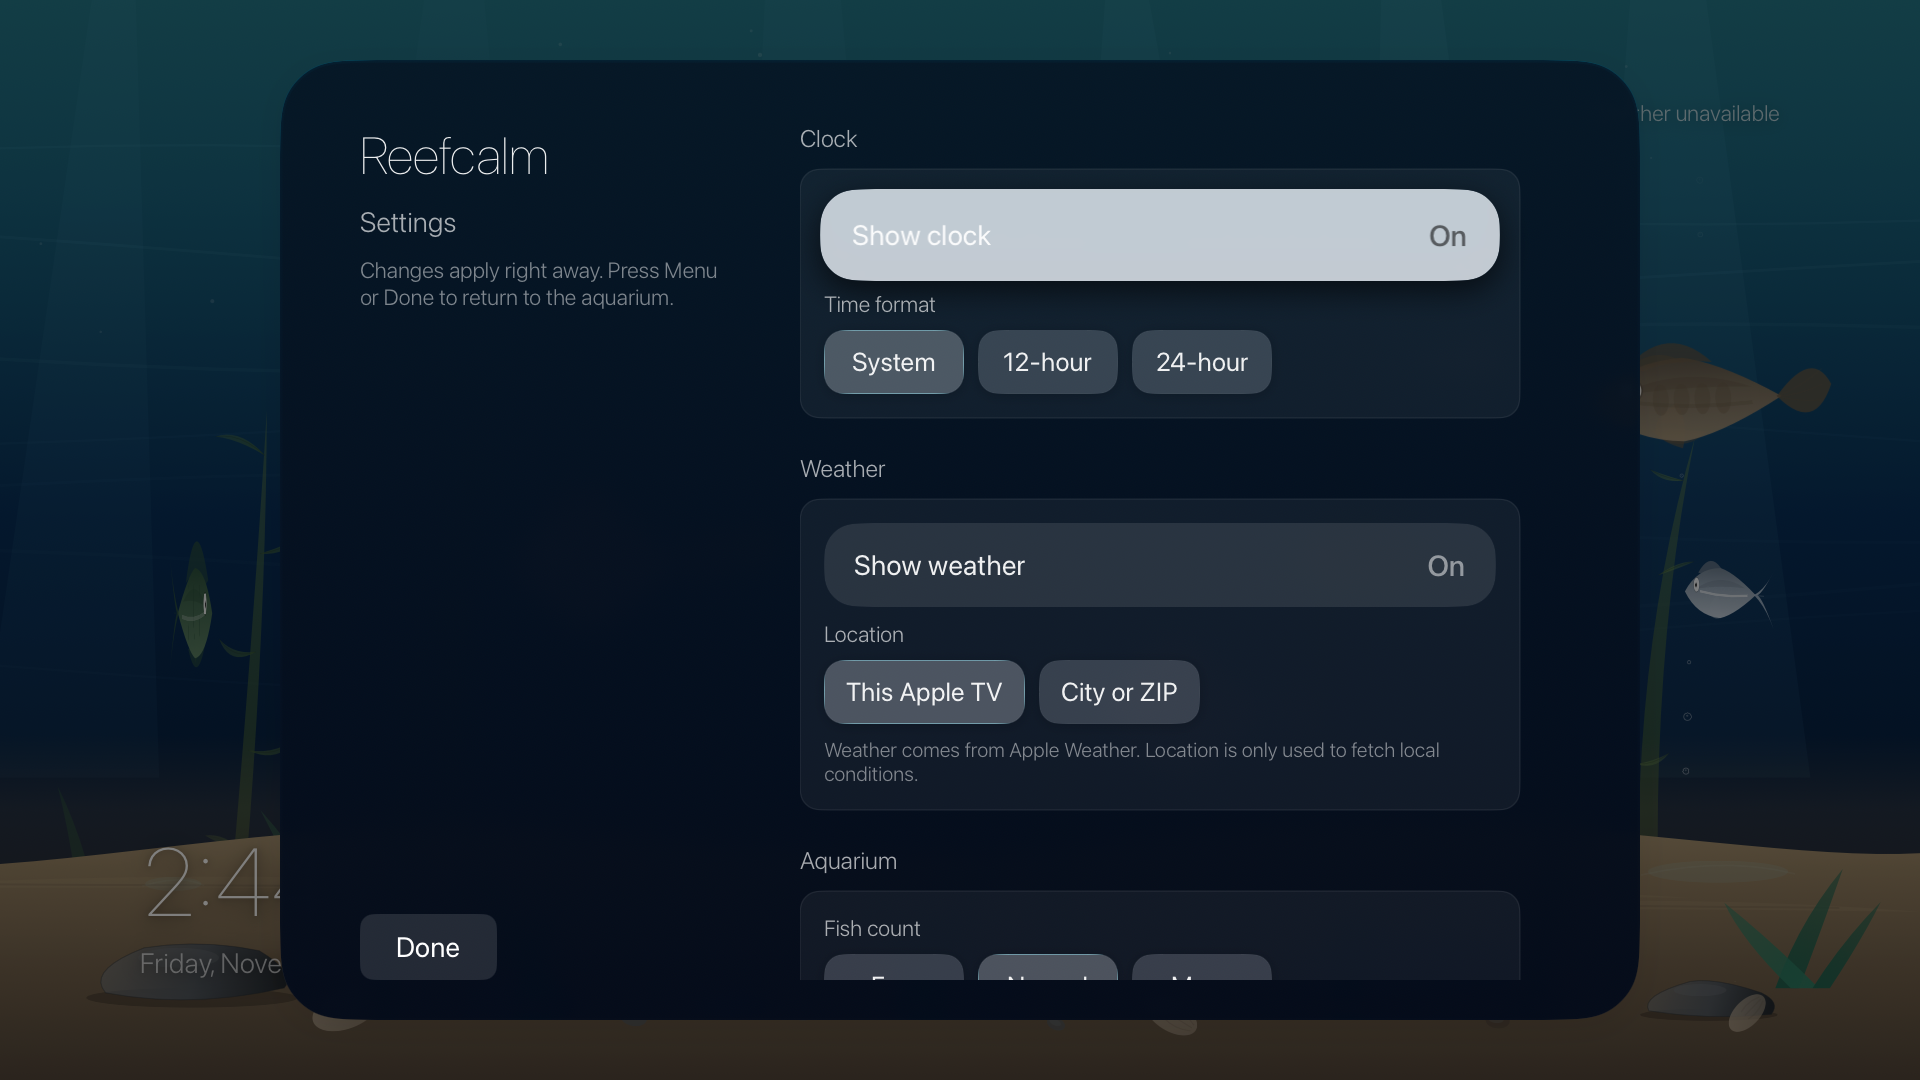 Reefcalm
Settings
Changes apply right away. Press Menu
or Done to return to the aquarium.
Done
Clock
Show clock On
Time format
System 12-hour 24-hour
Weather
Show weather On
Location
This Apple TV City or ZIP
Weather comes from Apple Weather. Location is only used to fetch local
conditions.
Aquarium
Fish count
unavailable
Friday,